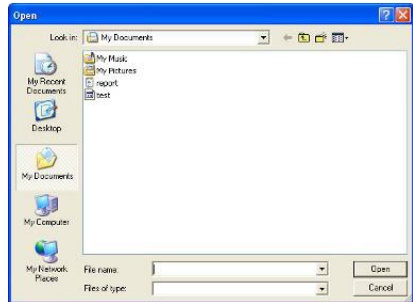 Open
Look in: My Documents
My Recent
Documents
Desktop
My Documents
My Computer
My Network
Places
My Music
My Pictures
report
test
File name:
Open
Files of type:
Cancel